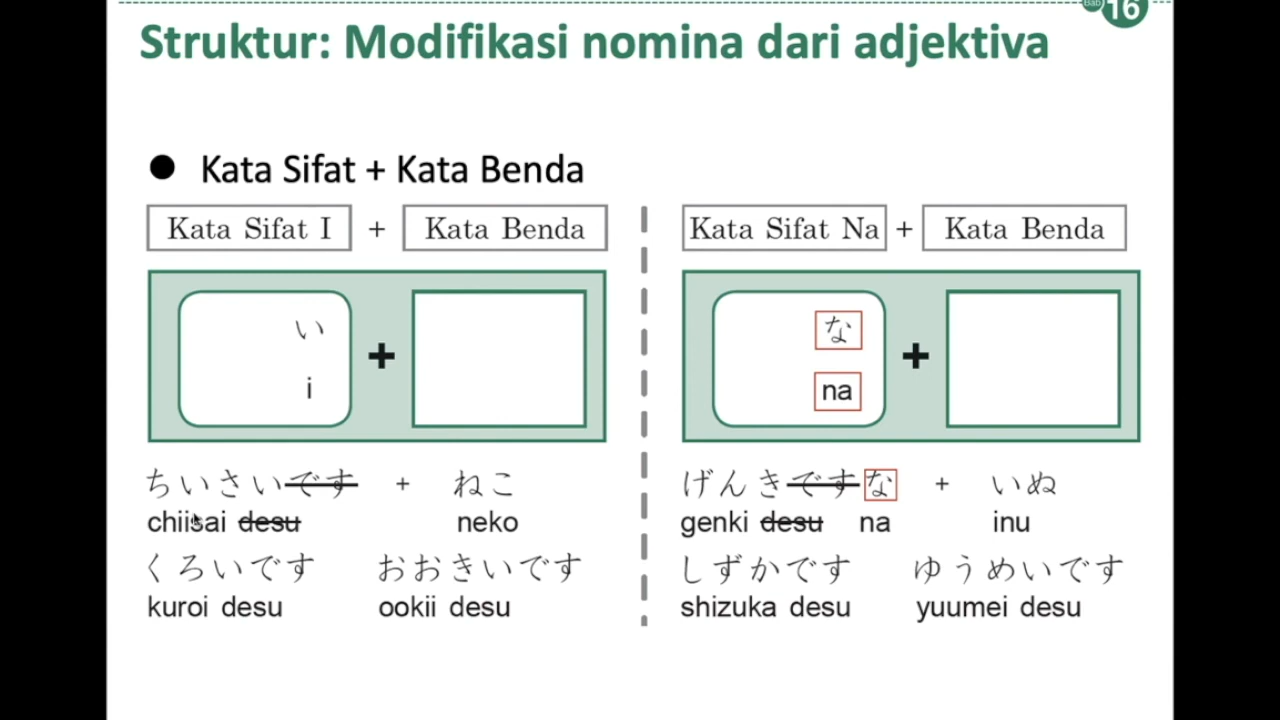 Bab 16
Struktur: Modifikasi nomina dari adjektiva
● Kata Sifat + Kata Benda
Kata Sifat I + Kata Benda
Kata Sifat Na + Kata Benda
い
i
+
な
na
+
ちいさいです + ねこ
chiisai desu neko
くろいです おおきいです
kuroi desu ookii desu
げんきですな + いぬ
genki desu na inu
しずかです ゆうめいです
shizuka desu yuumei desu